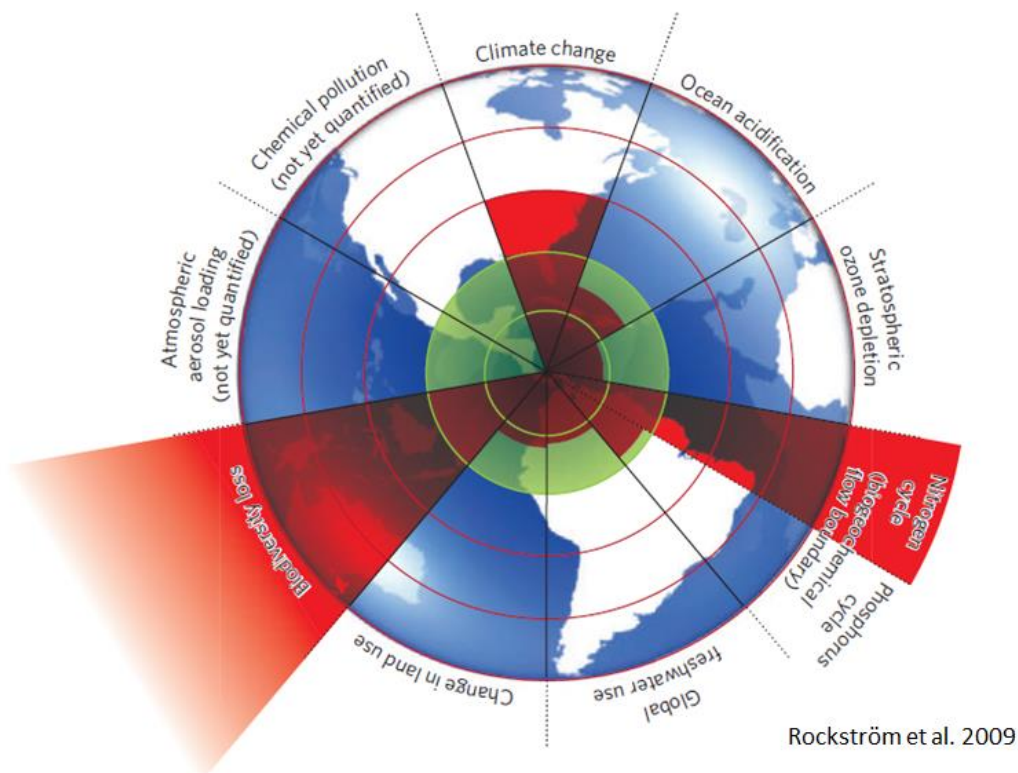 Climate change
Ocean acidification
Stratospheric
ozone depletion
Nitrogen
cycle
(biogeochemical
flow boundary)
Phosphorus
cycle
Global
freshwater use
Change in land use
Biodiversity loss
Atmospheric
aerosol loading
(not yet quantified)
Chemical pollution
(not yet quantified)
Rockström et al. 2009